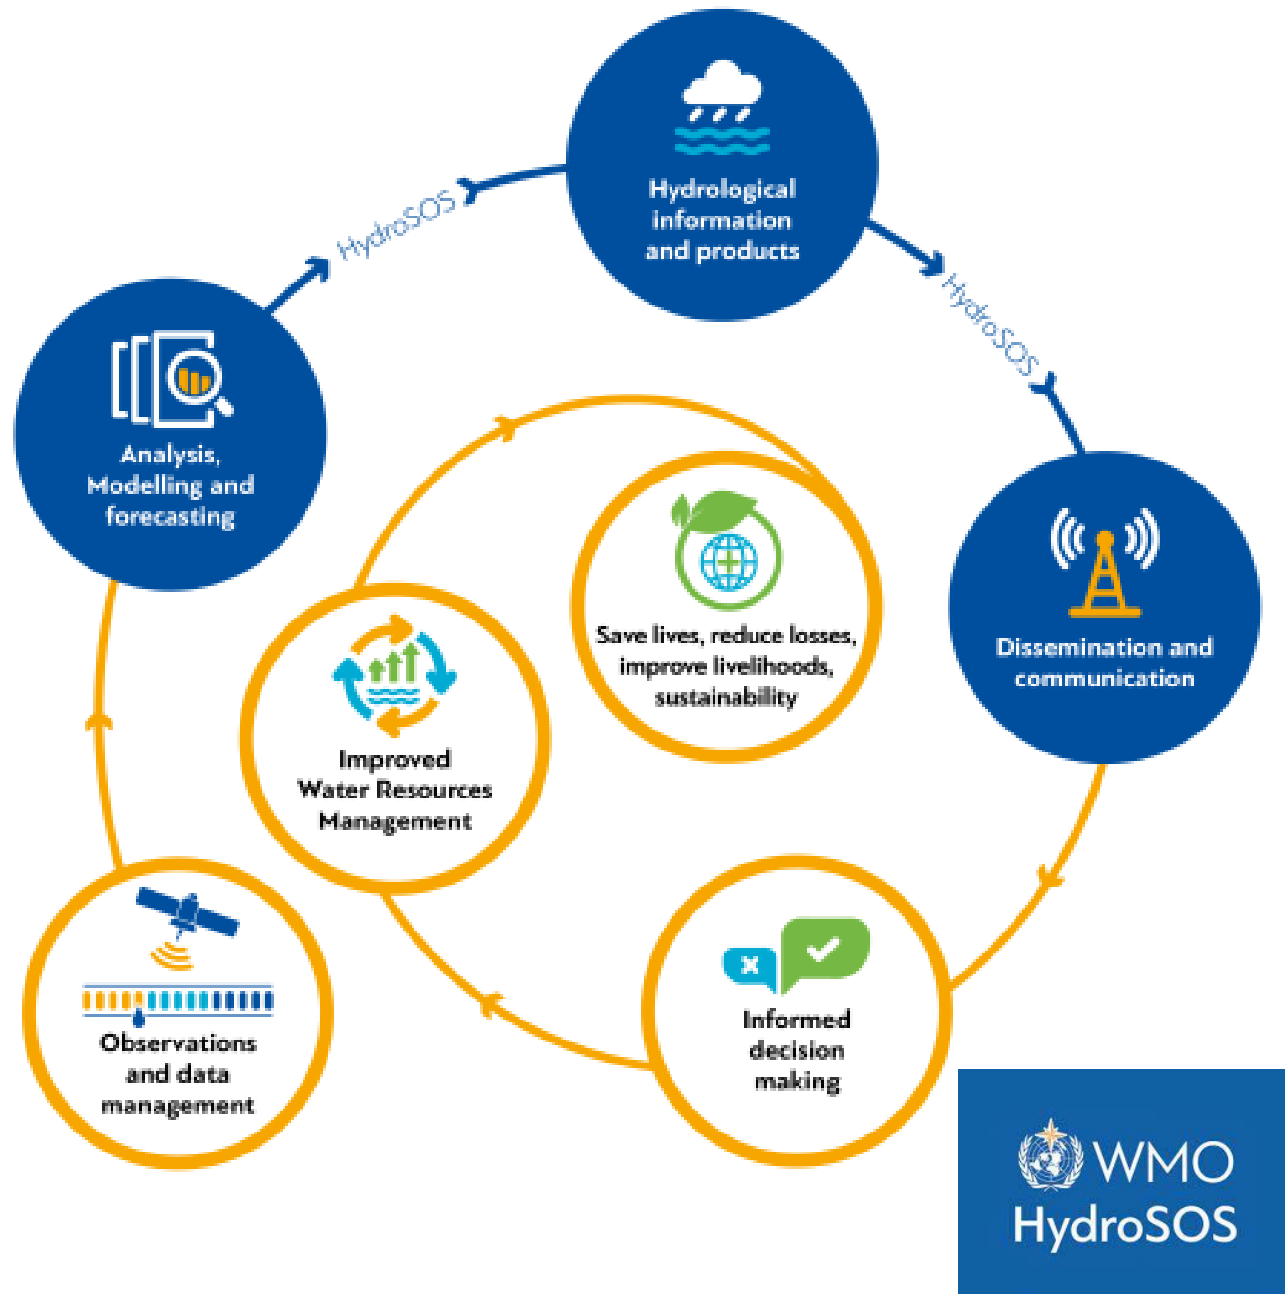 Hydrological
information
and products
HydroSOS
HydroSOS
Analysis,
Modelling and
forecasting
Save lives, reduce losses,
improve livelihoods,
sustainability
Dissemination and
communication
Improved
Water Resources
Management
Observations
and data
management
Informed
decision
making
WMO
HydroSOS